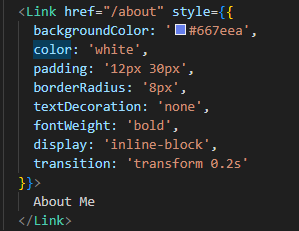 <Link href="/about" style={{
backgroundColor: '#667eea',
color: 'white',
padding: '12px 30px',
borderRadius: '8px',
textDecoration: 'none',
fontWeight: 'bold',
display: 'inline-block',
transition: 'transform 0.2s'
}}>
About Me
</Link>